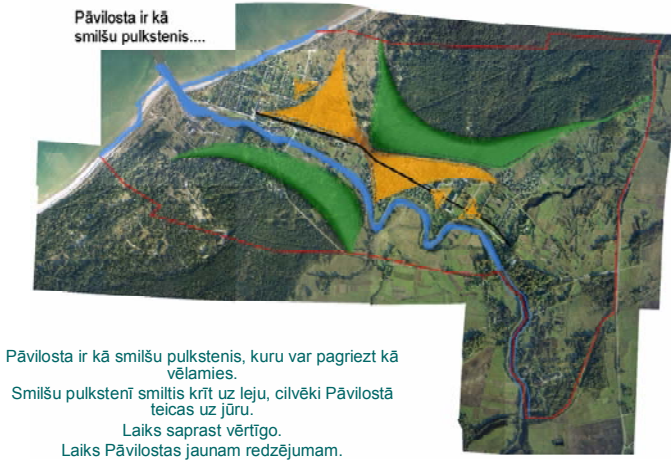 Pāvilosta ir kā
smilšu pulkstenis....
Pāvilosta ir kā smilšu pulkstenis, kuru var pagriezt kā
vēlamies.
Smilšu pulkstenī smiltis krīt uz leju, cilvēki Pāvilostā
teicas uz jūru.
Laiks saprast vērtīgo.
Laiks Pāvilostas jaunam redzējumam.